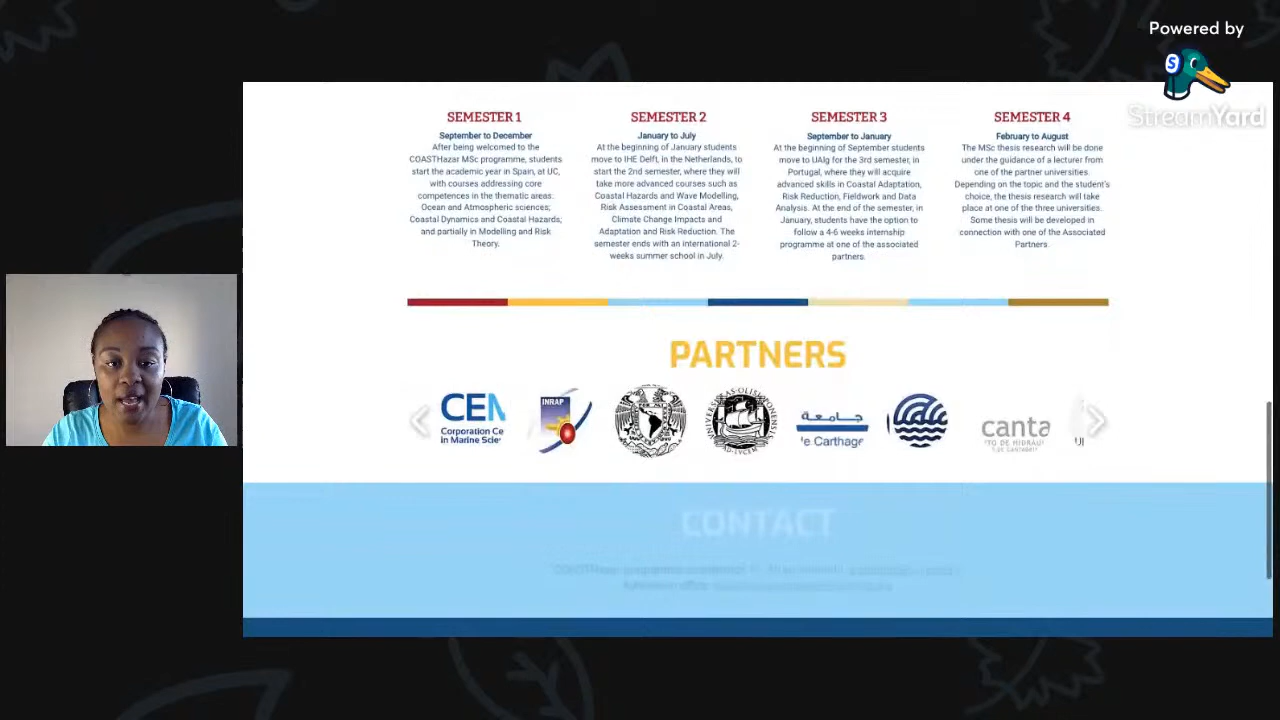 Powered by
StreamYard
SEMESTER 1
September to December
After being welcomed to the
COASTHazar MSc programme, students
start the academic year in Spain, at UC,
with courses addressing core
competences in the thematic areas:
Ocean and Atmospheric sciences;
Coastal Dynamics and Coastal Hazards;
and partially in Modelling and Risk
Theory.
SEMESTER 2
January to July
At the beginning of January students
move to IHE Delft, in the Netherlands, to
start the 2nd semester, where they will
take more advanced courses such as
Coastal Hazards and Wave Modelling,
Risk Assessment in Coastal Areas,
Climate Change Impacts and
Adaptation and Risk Reduction. The
semester ends with an international 2-
weeks summer school in July.
SEMESTER 3
September to January
At the beginning of September students
move to UAlg for the 3rd semester, in
Portugal, where they will acquire
advanced skills in Coastal Adaptation,
Risk Reduction, Fieldwork and Data
Analysis. At the end of the semester, in
January, students have the option to
follow a 4-6 weeks internship
programme at one of the associated
partners.
SEMESTER 4
February to August
The MSc thesis research will be done
under the guidance of a lecturer from
one of the partner universities.
Depending on the topic and the student's
choice, the thesis research will take
place at one of the three universities.
Some thesis will be developed in
connection with one of the Associated
Partners.
PARTNERS
CEN
Corporation Ce
in Marine Scie
INRAP
جامعة
e Carthage
canta
TO DE HIDRAU
CONTACT